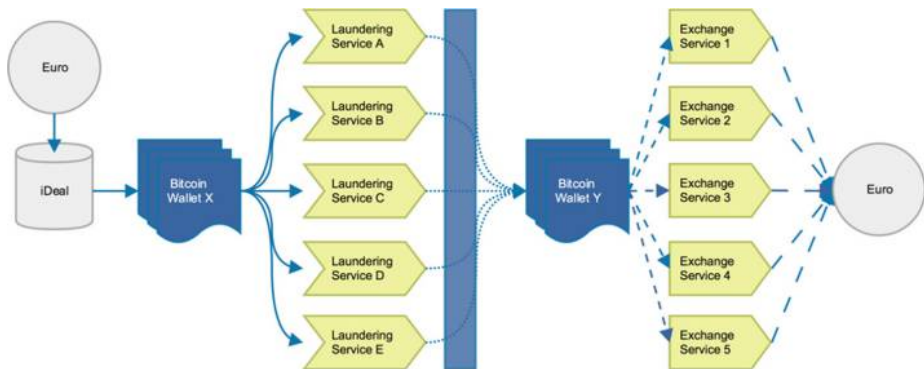 Euro
iDeal
Bitcoin
Wallet X
Laundering
Service A
Laundering
Service B
Laundering
Service C
Laundering
Service D
Laundering
Service E
Bitcoin
Wallet Y
Exchange
Service 1
Exchange
Service 2
Exchange
Service 3
Exchange
Service 4
Exchange
Service 5
Euro